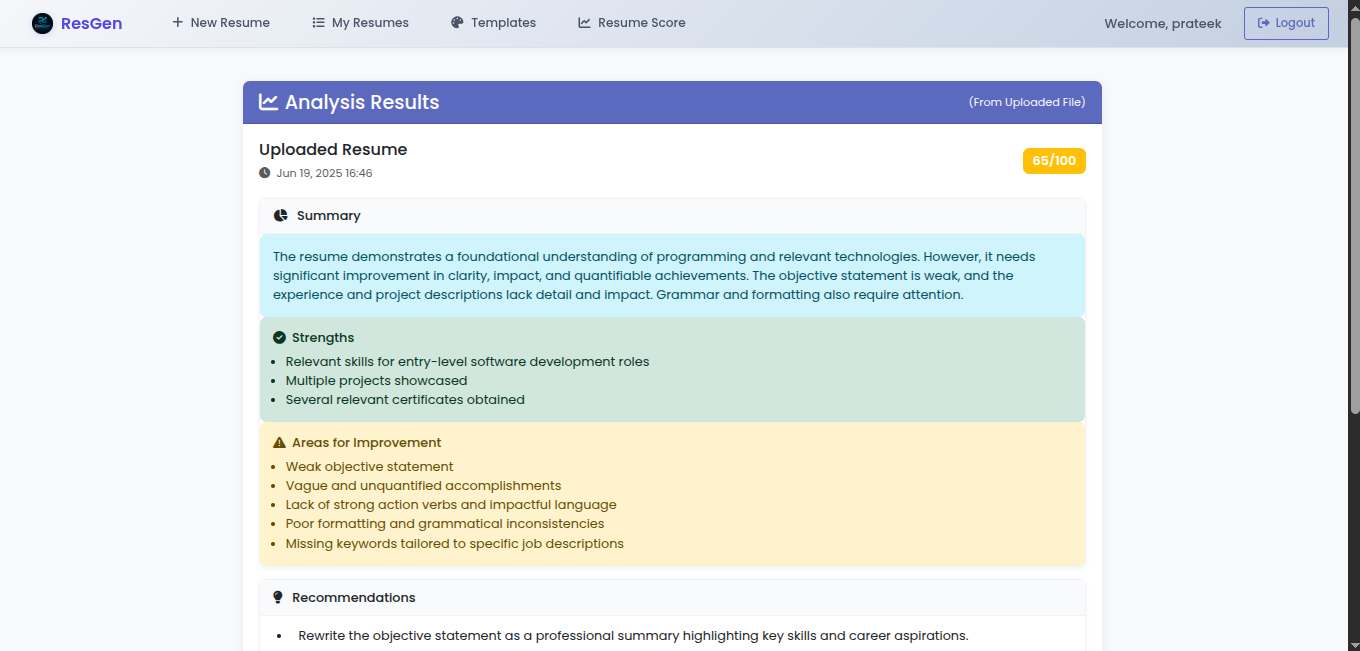 ResGen
New Resume
My Resumes
Templates
Resume Score
Welcome, prateek
Logout
Analysis Results
(From Uploaded File)
Uploaded Resume
Jun 19, 2025 16:46
65/100
Summary
The resume demonstrates a foundational understanding of programming and relevant technologies. However, it needs
significant improvement in clarity, impact, and quantifiable achievements. The objective statement is weak, and the
experience and project descriptions lack detail and impact. Grammar and formatting also require attention.
Strengths
• Relevant skills for entry-level software development roles
• Multiple projects showcased
• Several relevant certificates obtained
Areas for Improvement
• Weak objective statement
• Vague and unquantified accomplishments
• Lack of strong action verbs and impactful language
• Poor formatting and grammatical inconsistencies
• Missing keywords tailored to specific job descriptions
Recommendations
• Rewrite the objective statement as a professional summary highlighting key skills and career aspirations.